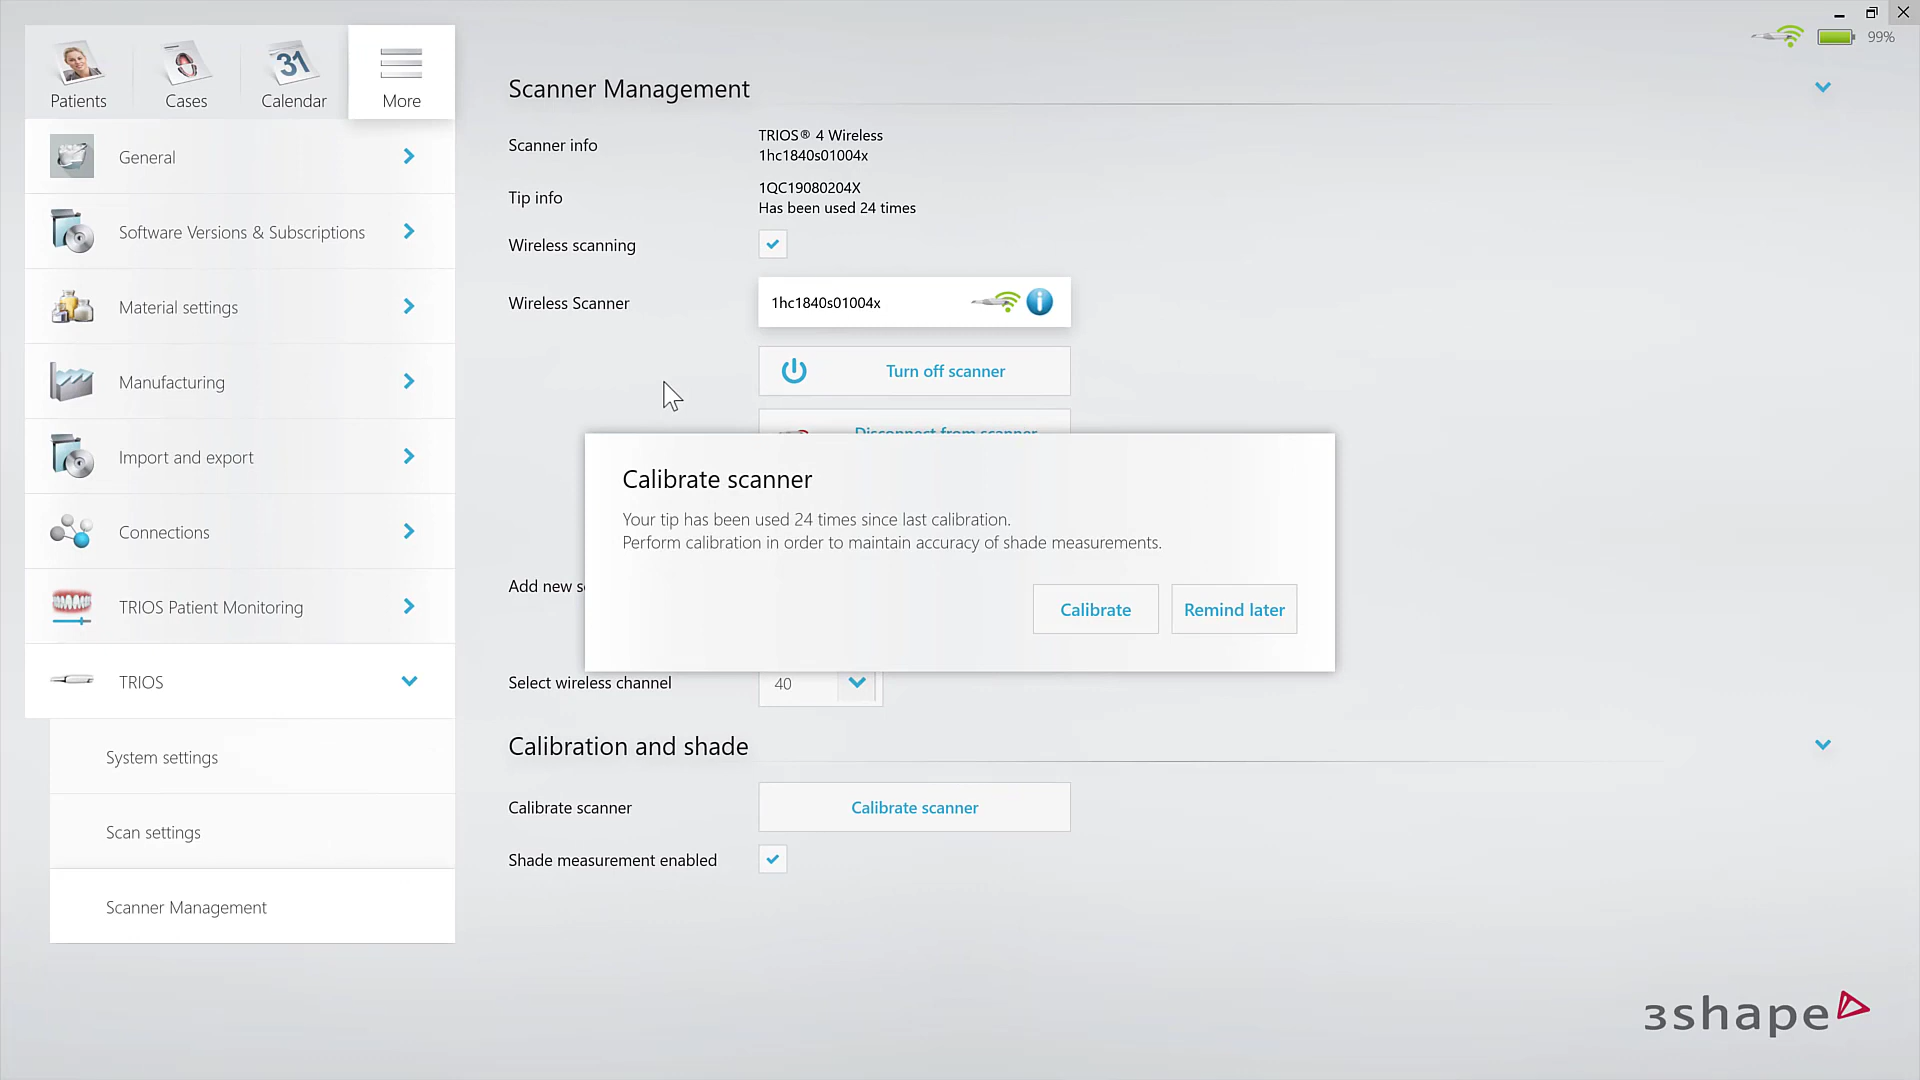 99%
Patients
Cases
31
Calendar
More
General
Software Versions & Subscriptions
Material settings
Manufacturing
Import and export
Connections
TRIOS Patient Monitoring
TRIOS
System settings
Scan settings
Scanner Management
Scanner Management
Scanner info
TRIOS® 4 Wireless
1hc1840s01004x
Tip info
1QC19080204X
Has been used 24 times
Wireless scanning
Wireless Scanner
1hc1840s01004x
Turn off scanner
Disconnect from scanner
Calibrate scanner
Your tip has been used 24 times since last calibration.
Perform calibration in order to maintain accuracy of shade measurements.
Calibrate
Remind later
Add new
Select wireless channel
40
Calibration and shade
Calibrate scanner
Calibrate scanner
Shade measurement enabled
3shape